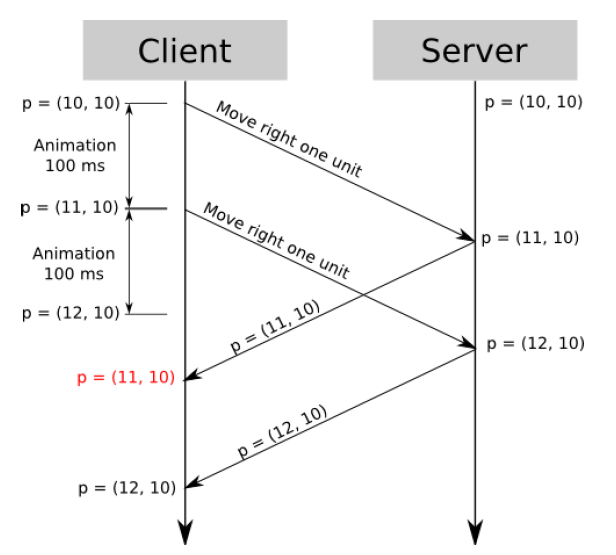 Client
Server
p = (10, 10)
p = (10, 10)
Move right one unit
Animation
100 ms
p = (11, 10)
Move right one unit
p = (11, 10)
Animation
100 ms
p = (12, 10)
p = (11, 10)
p = (12, 10)
p = (11, 10)
p = (12, 10)
p = (12, 10)